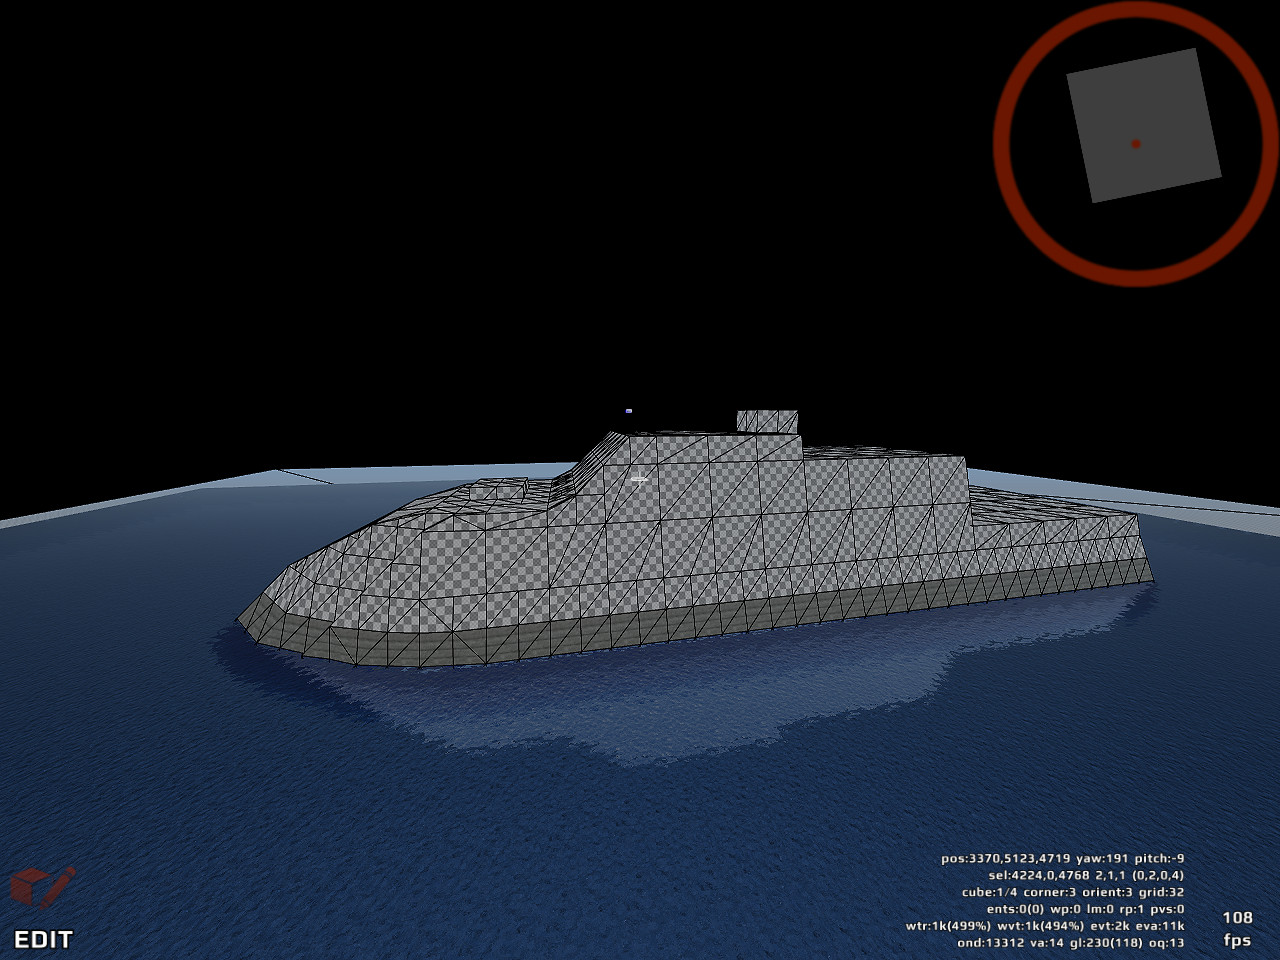 pos:3370,5123,4719 yaw:191 pitch:-9
sel:4224,0,4768 2,1,1 (0,2,0,4)
cube:1/4 corner:3 orient:3 grid:32
ents:0(0) wp:0 lm:0 rp:1 pvs:0
wtr:1k(499%) wvt:1k(494%) evt:2k eva:11k
ond:13312 va:14 gl:230(118) oq:13
108
fps
EDIT